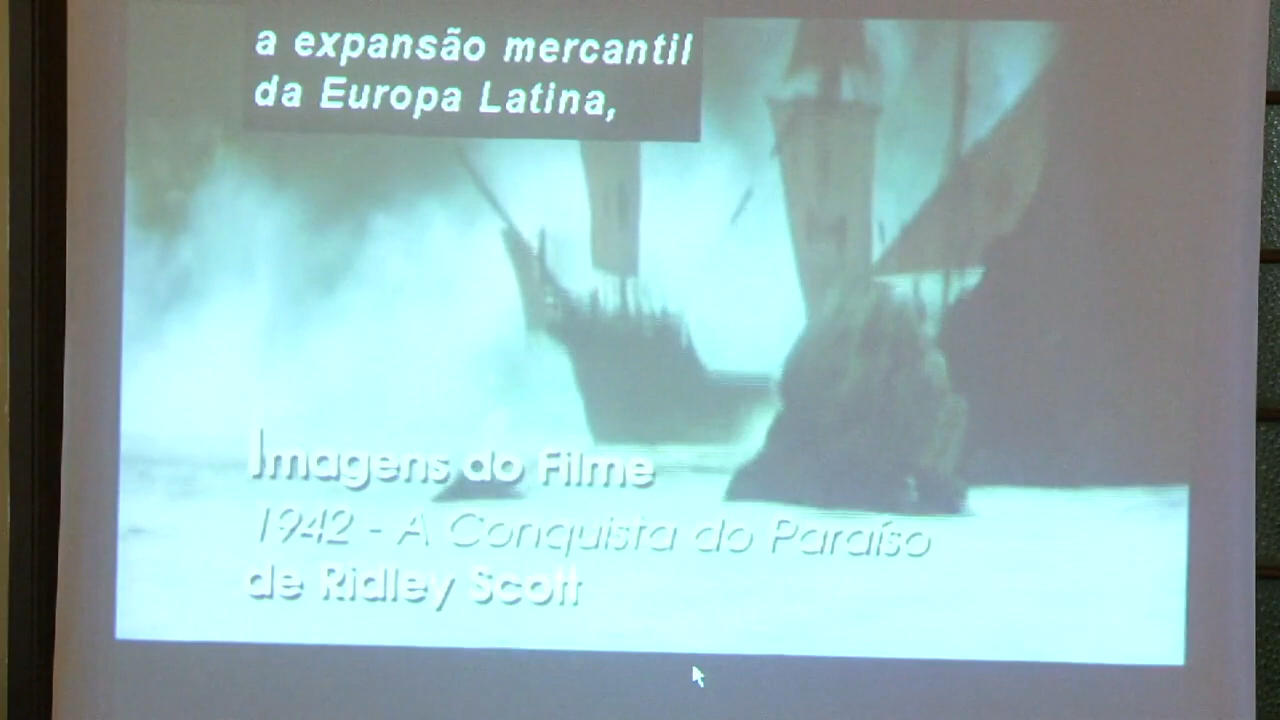 a expansão mercantil
da Europa Latina,
Imagens do Filme
1942 - A Conquista do Paraíso
de Ridley Scott